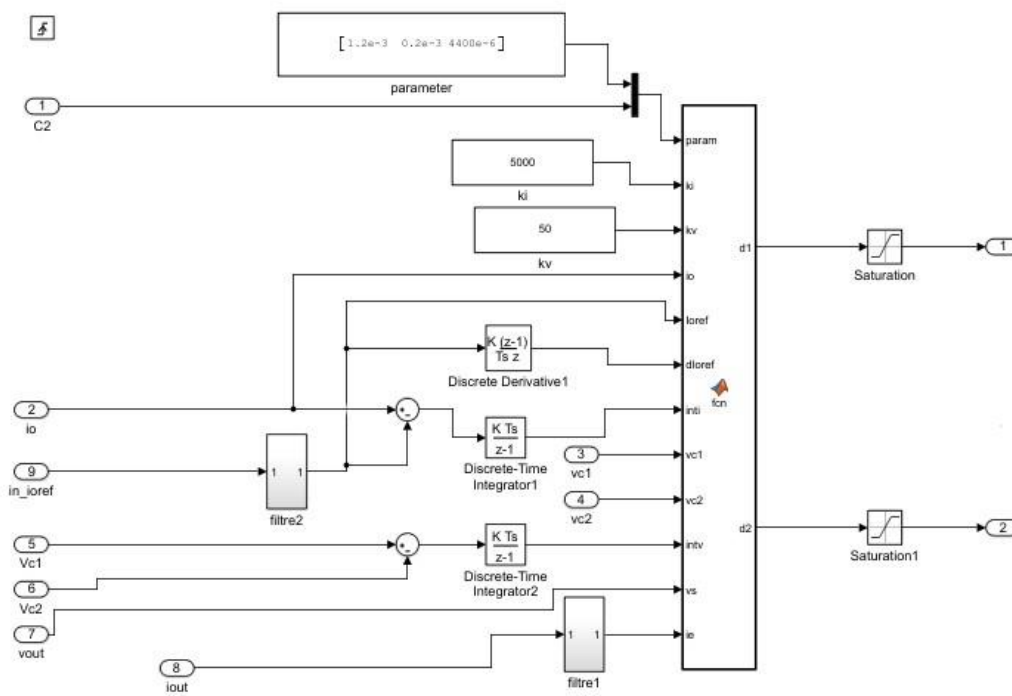 [1.2e-3 0.2e-3 4400e-6]
parameter
1
C2
param
5000
ki
ki
50
kv
kv
d1
1
Saturation
io
Ioref
K (z-1)
Ts z
dIoref
Discrete Derivative1
fcn
2
io
K Ts
z-1
inti
Discrete-Time
Integrator1
3
vc1
vc1
9
in_ioref
1 1
filtre2
4
vc2
vc2
d2
2
Saturation1
5
Vc1
K Ts
z-1
intv
Discrete-Time
Integrator2
6
Vc2
vs
7
vout
1 1
ie
filtre1
8
iout